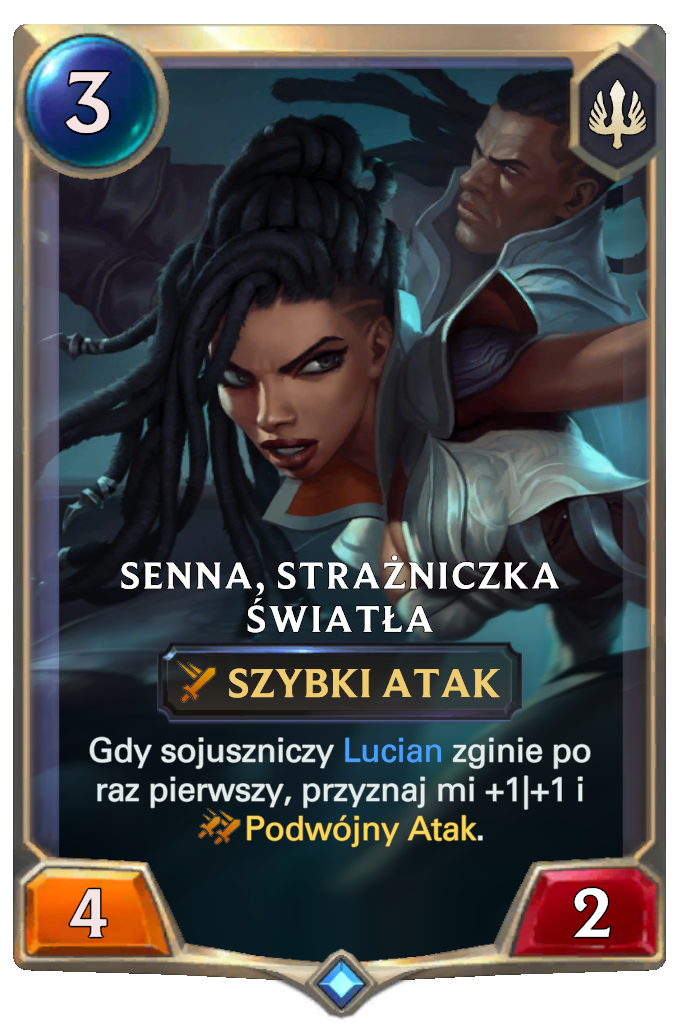 3
SENNA, STRAŻNICZKA
ŚWIATŁA
SZYBKI ATAK
Gdy sojuszniczy Lucian zginie po
raz pierwszy, przyznaj mi +1|+1 i
Podwójny Atak.
4
2